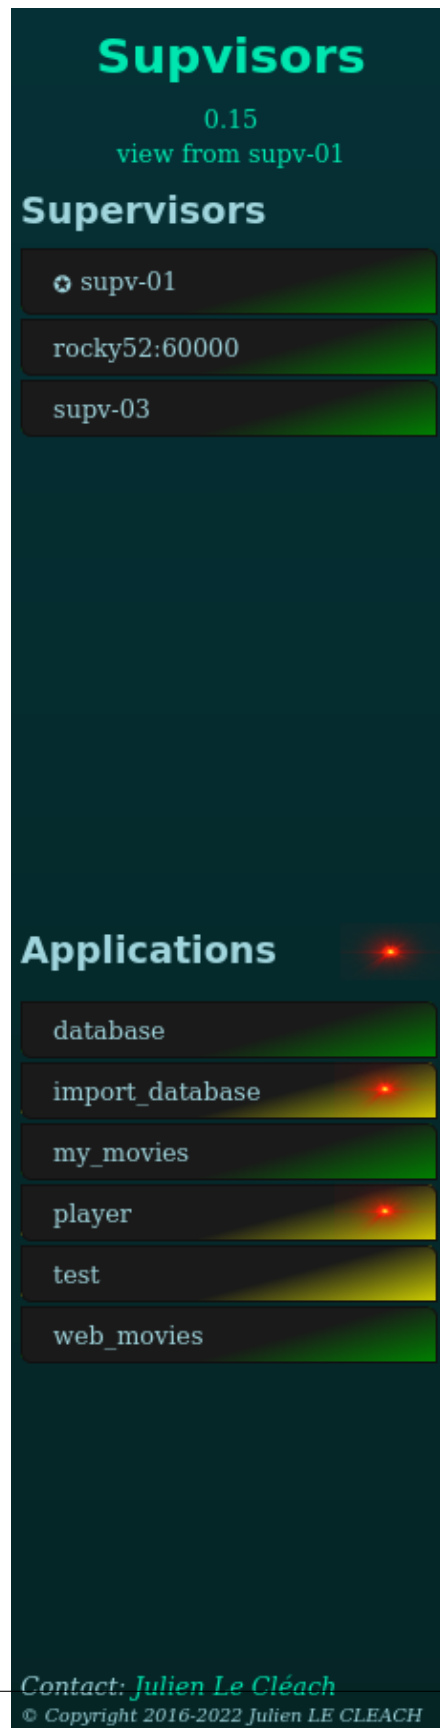 Supvisors
0.15
view from supv-01
Supervisors
✪ supv-01
rocky52:60000
supv-03
Applications
database
import_database
my_movies
player
test
web_movies
Contact: Julien Le Cléach
© Copyright 2016-2022 Julien LE CLEACH